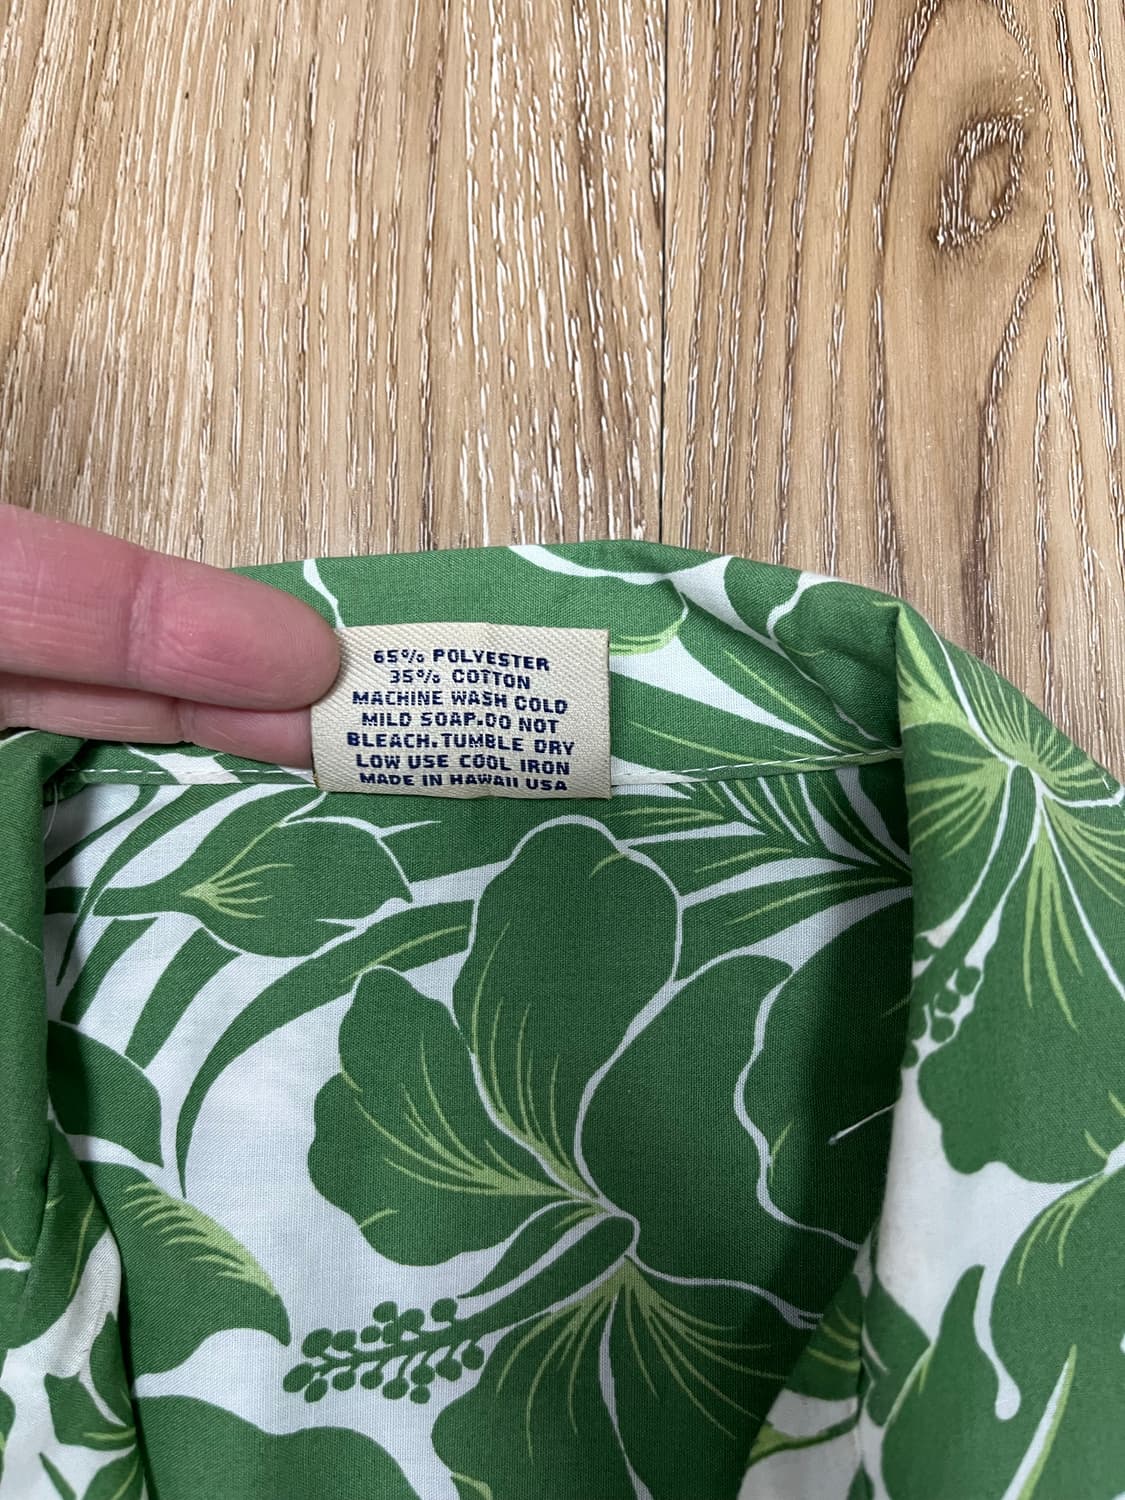 65% POLYESTER
35% COTTON
MACHINE WASH COLD
MILD SOAP.DO NOT
BLEACH.TUMBLE DRY
LOW USE COOL IRON
MADE IN HAWAII USA